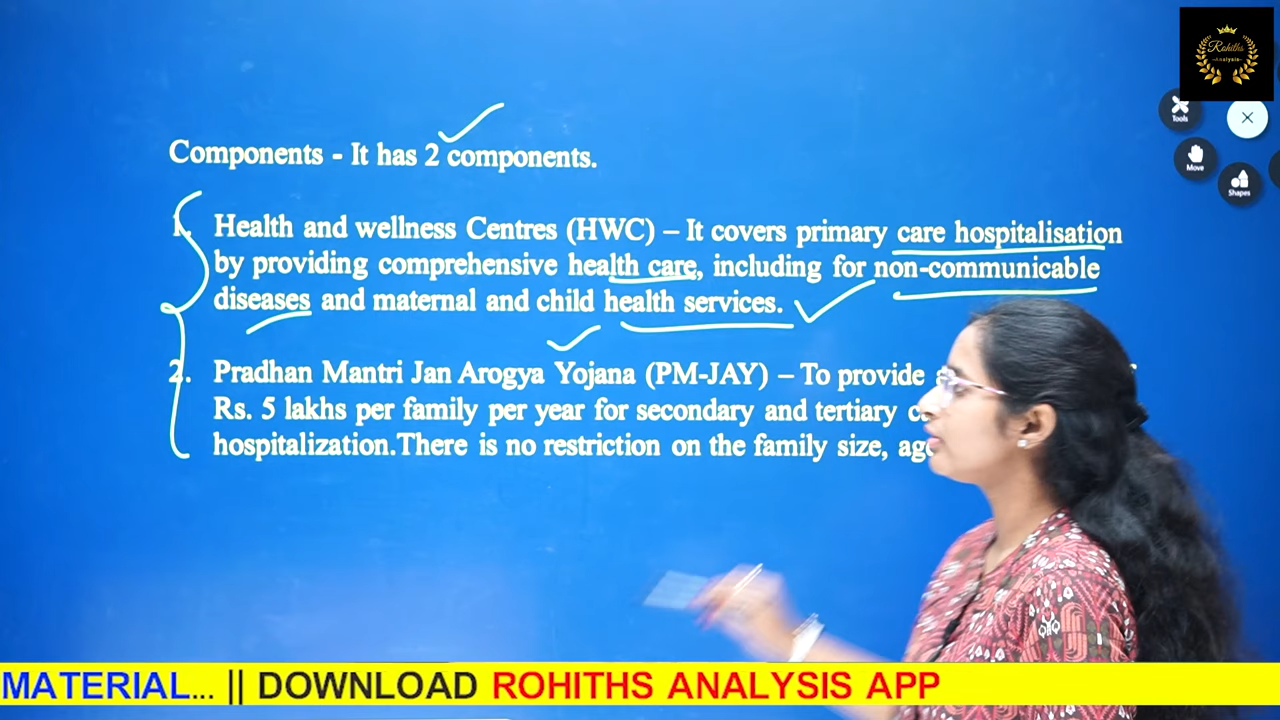 Rohiths
Analysis
Tools
Move
Shapes
Components - It has 2 components.
1. Health and wellness Centres (HWC) – It covers primary care hospitalisation
by providing comprehensive health care, including for non-communicable
diseases and maternal and child health services.
2. Pradhan Mantri Jan Arogya Yojana (PM-JAY) – To provide
Rs. 5 lakhs per family per year for secondary and tertiary
hospitalization.There is no restriction on the family size,
MATERIAL... || DOWNLOAD ROHITHS ANALYSIS APP